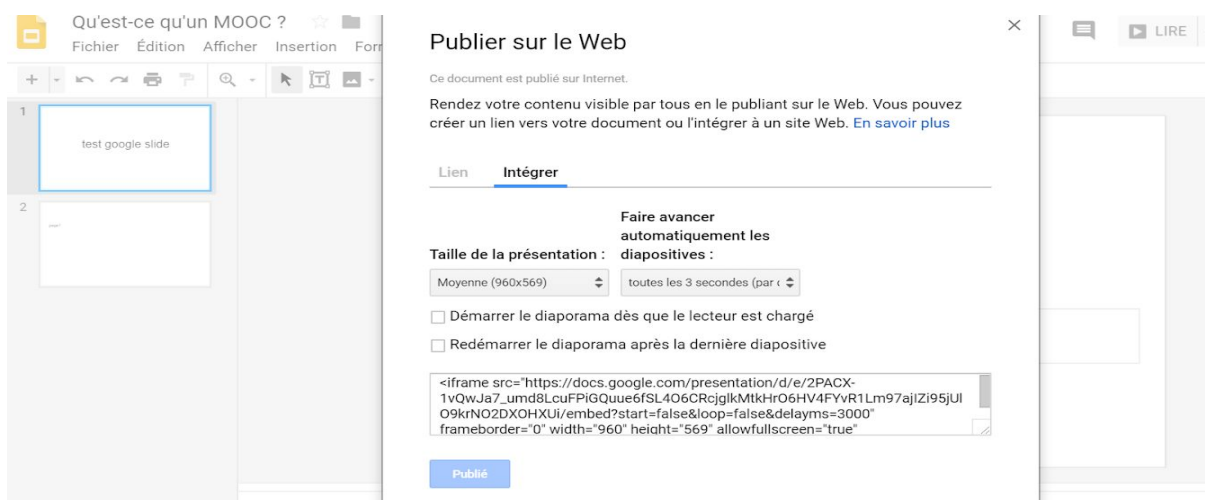 Qu'est-ce qu'un MOOC ?
Fichier Édition Afficher Insertion Forr
LIRE
1
test google slide
2
Publier sur le Web
Ce document est publié sur Internet.
Rendez votre contenu visible par tous en le publiant sur le Web. Vous pouvez
créer un lien vers votre document ou l'intégrer à un site Web. En savoir plus
Lien Intégrer
Taille de la présentation :
Faire avancer
automatiquement les
diapositives :
Moyenne (960x569)
toutes les 3 secondes (par
Démarrer le diaporama dès que le lecteur est chargé
Redémarrer le diaporama après la dernière diapositive
<iframe src="https://docs.google.com/presentation/d/e/2PACX-
1vQwJa7_umd8LcuFPiGQuue6fSL4O6CRcjglkMtkHrO6HV4FYvR1Lm97ajIZi95jUl
O9krNO2DXOHXUi/embed?start=false&loop=false&delayms=3000"
frameborder="0" width="960" height="569" allowfullscreen="true"
Publié